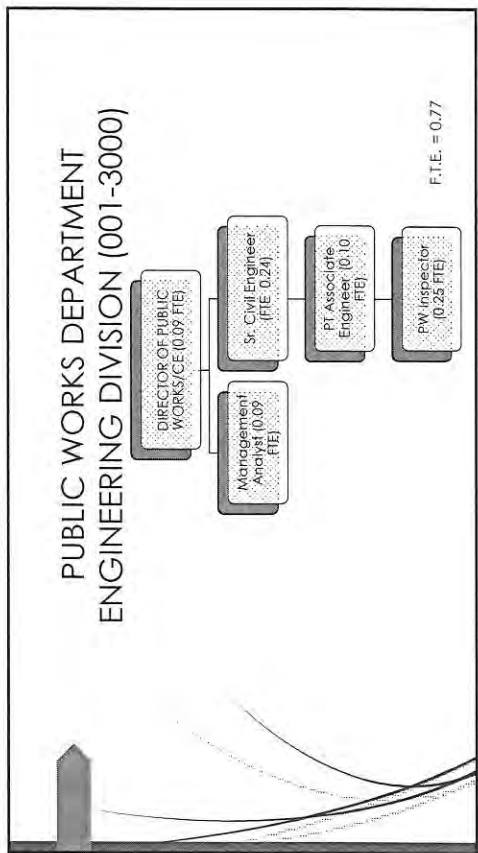 PUBLIC WORKS DEPARTMENT
ENGINEERING DIVISION (001-3000)
DIRECTOR OF PUBLIC
WORKS/CE (0.09 FTE)
Management
Analyst (0.09
FTE)
Sr. Civil Engineer
(FTE 0.24)
PT Associate
Engineer (0.10
FTE)
PW Inspector
(0.25 FTE)
F.T.E. = 0.77